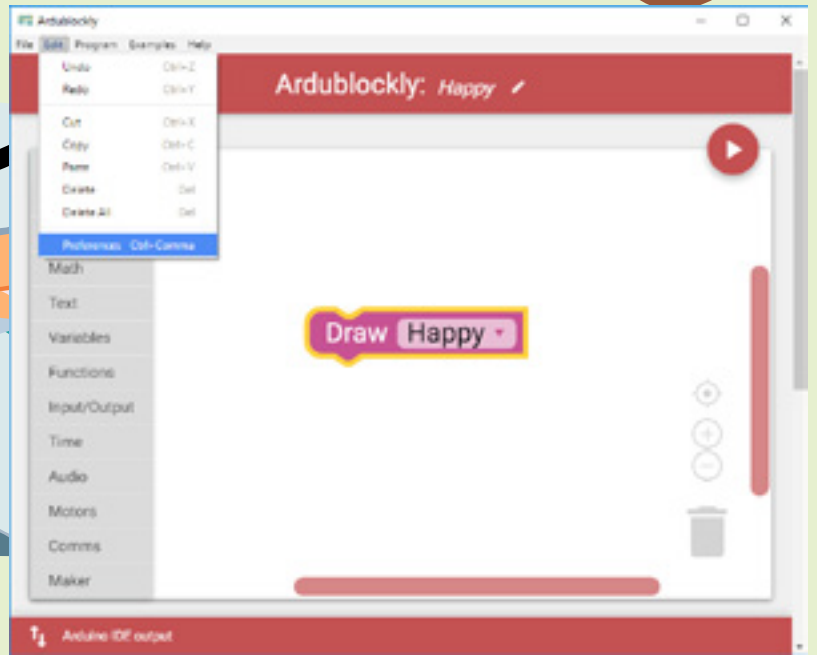 Ardublockly
File Edit Program Examples Help
Undo Ctrl+Z
Redo Ctrl+Y
Cut Ctrl+X
Copy Ctrl+C
Paste Ctrl+V
Delete Del
Delete All Del
Preferences Ctrl+Comma
Ardublockly: Happy
Math
Text
Variables
Functions
Input/Output
Time
Audio
Motors
Comms
Maker
Draw Happy
Arduino IDE output